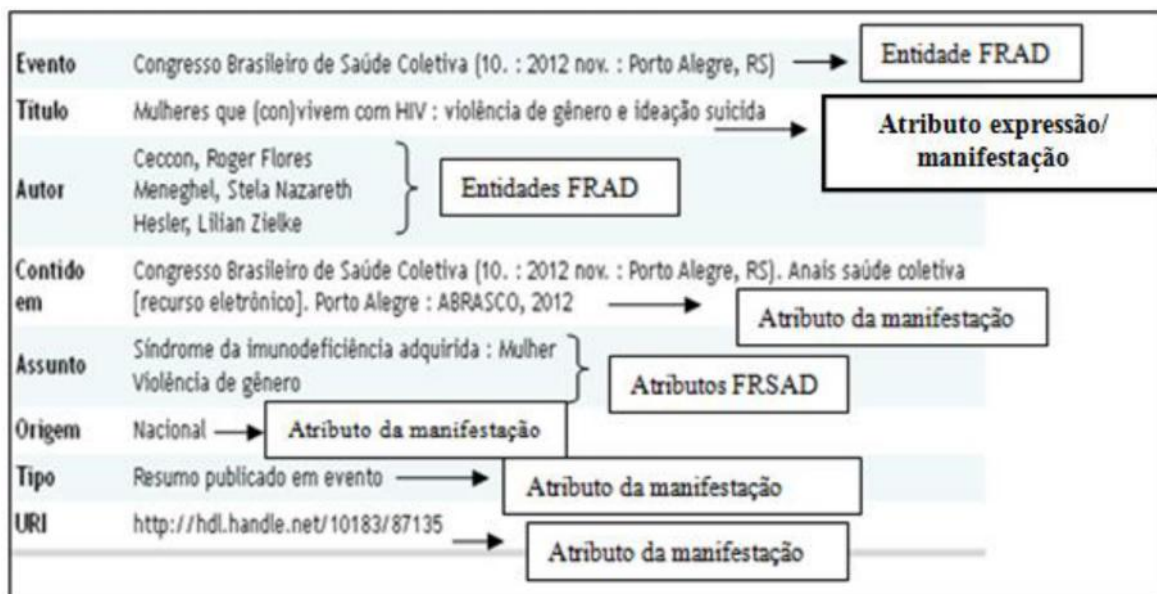 Evento Congresso Brasileiro de Saúde Coletiva (10. : 2012 nov. : Porto Alegre, RS)
Entidade FRAD
Título Mulheres que (con)vivem com HIV : violência de gênero e ideação suicida
Atributo expressão/
manifestação
Autor
Ceccon, Roger Flores
Meneghel, Stela Nazareth
Hesler, Lilian Zielke
Entidades FRAD
Contido
em
Congresso Brasileiro de Saúde Coletiva (10. : 2012 nov. : Porto Alegre, RS). Anais saúde coletiva
[recurso eletrônico]. Porto Alegre : ABRASCO, 2012
Atributo da manifestação
Assunto
Síndrome da imunodeficiência adquirida : Mulher
Violência de gênero
Atributos FRSAD
Origem Nacional
Atributo da manifestação
Tipo Resumo publicado em evento
Atributo da manifestação
URI http://hdl.handle.net/10183/87135
Atributo da manifestação